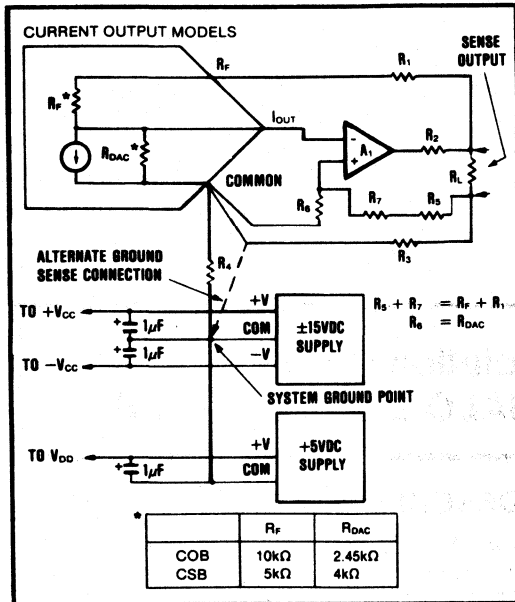 CURRENT OUTPUT MODELS
SENSE
OUTPUT
RF
R1
RF*
IOUT
RDAC
*
-
+
A1
R2
RL
COMMON
R6
R7
R5
R3
R4
ALTERNATE GROUND
SENSE CONNECTION
R5 + R7 = RF + R1
R6 = RDAC
TO +VCC
+V
+
1μF
COM
±15VDC
SUPPLY
+
1μF
TO −VCC
−V
SYSTEM GROUND POINT
TO VDD
+V
+
1μF
COM
+5VDC
SUPPLY
*
RF RDAC
COB 10kΩ 2.45kΩ
CSB 5kΩ 4kΩ